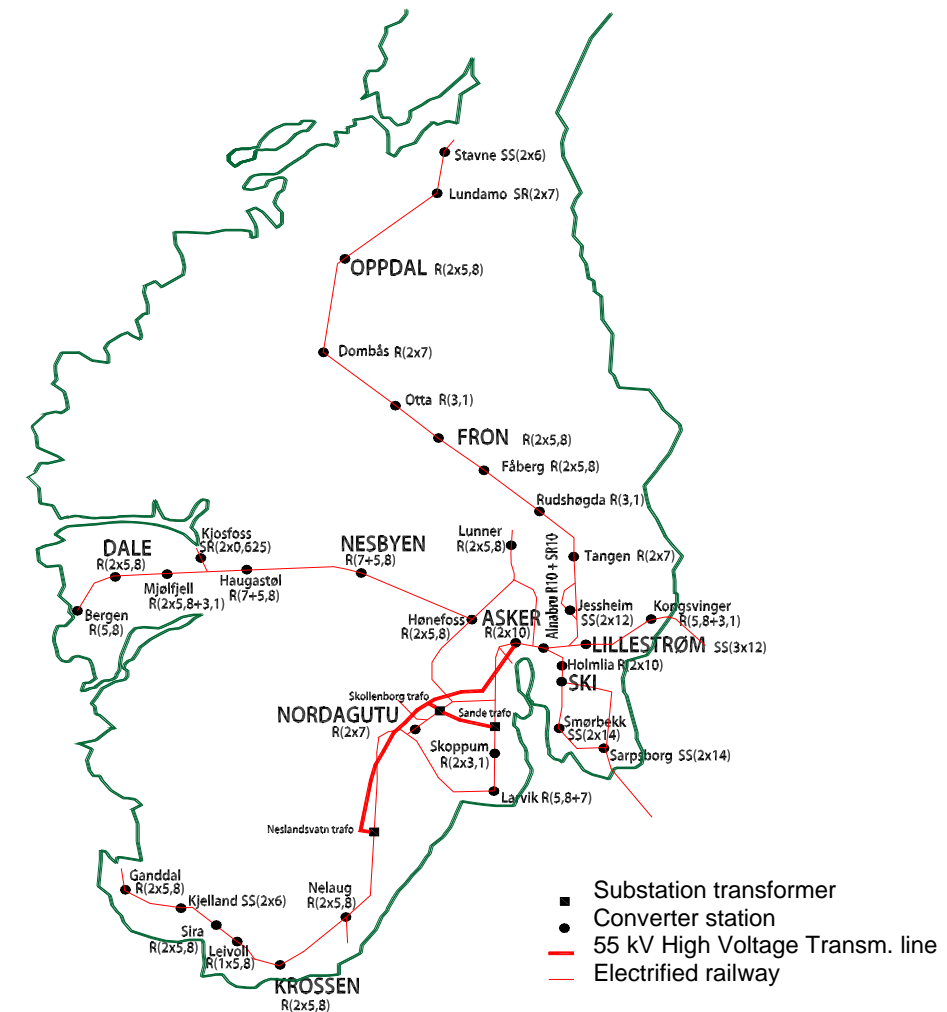 Stavne SS(2x6)
Lundamo SR(2x7)
OPPDAL R(2x5,8)
Dombås R(2x7)
Otta R(3,1)
FRON R(2x5,8)
Fåberg R(2x5,8)
Rudshøgda R(3,1)
Lunner
R(2x5,8)
Alnabru R10 + SR10
Tangen R(2x7)
Kjosfoss
SR(2x0,625)
DALE
R(2x5,8)
Mjølfjell
R(2x5,8+3,1)
Haugastøl
R(7+5,8)
NESBYEN
R(7+5,8)
Bergen
R(5,8)
Hønefoss
R(2x5,8)
ASKER
R(2x10)
Jessheim
SS(2x12)
Kongsvinger
R(5,8+3,1)
LILLESTRØM SS(3x12)
Holmlia R(2x10)
SKI
Skollenborg trafo
Sande trafo
NORDAGUTU
R(2x7)
Smørbekk
SS(2x14)
Sarpsborg SS(2x14)
Skoppum
R(2x3,1)
Larvik R(5,8+7)
Neslandsvatn trafo
Ganddal
R(2x5,8)
Kjelland SS(2x6)
Nelaug
R(2x5,8)
Sira
R(2x5,8)
Leivoll
R(1x5,8)
KROSSEN
R(2x5,8)
Substation transformer
Converter station
55 kV High Voltage Transm. line
Electrified railway